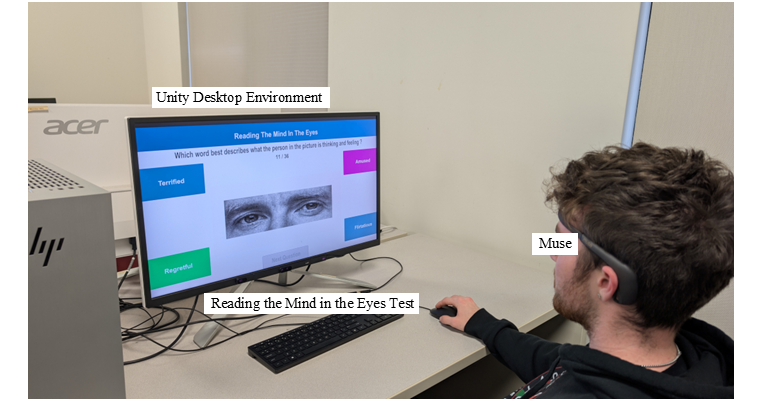 Unity Desktop Environment
acer
Reading The Mind In The Eyes
Which word best describes what the person in the picture is thinking and feeling ?
11 / 36
Terrified
Amused
Flirtatious
Regretful
hp
Muse
Reading the Mind in the Eyes Test